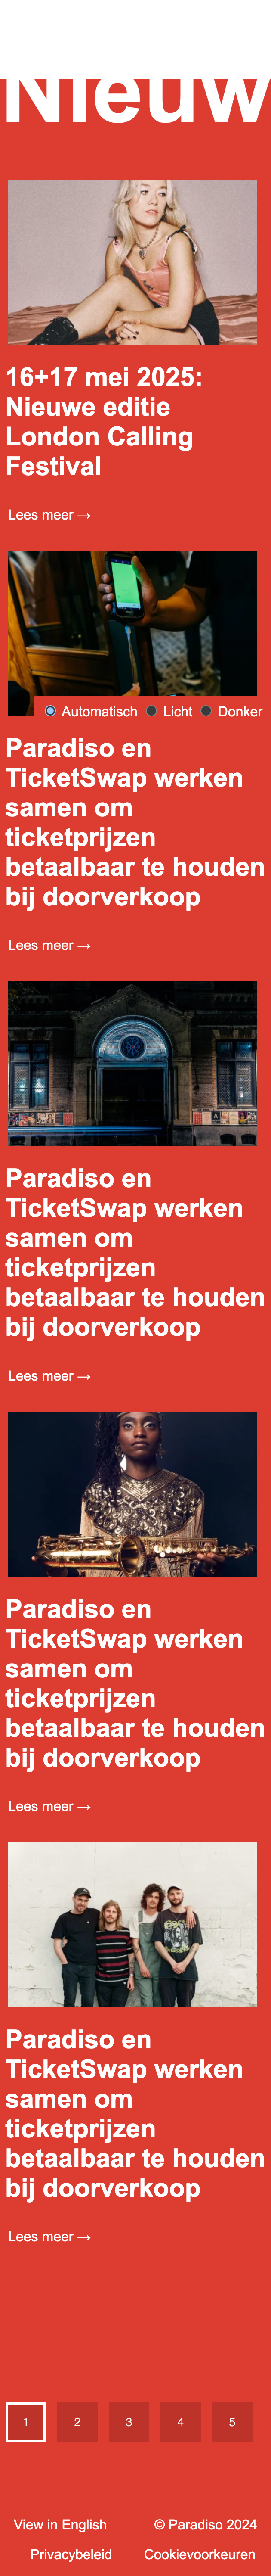 Nieuw
16+17 mei 2025:
Nieuwe editie
London Calling
Festival
Lees meer →
Automatisch Licht Donker
Paradiso en
TicketSwap werken
samen om
ticketprijzen
betaalbaar te houden
bij doorverkoop
Lees meer →
Paradiso en
TicketSwap werken
samen om
ticketprijzen
betaalbaar te houden
bij doorverkoop
Lees meer →
Paradiso en
TicketSwap werken
samen om
ticketprijzen
betaalbaar te houden
bij doorverkoop
Lees meer →
Paradiso en
TicketSwap werken
samen om
ticketprijzen
betaalbaar te houden
bij doorverkoop
Lees meer →
1 2 3 4 5
View in English © Paradiso 2024
Privacybeleid Cookievoorkeuren